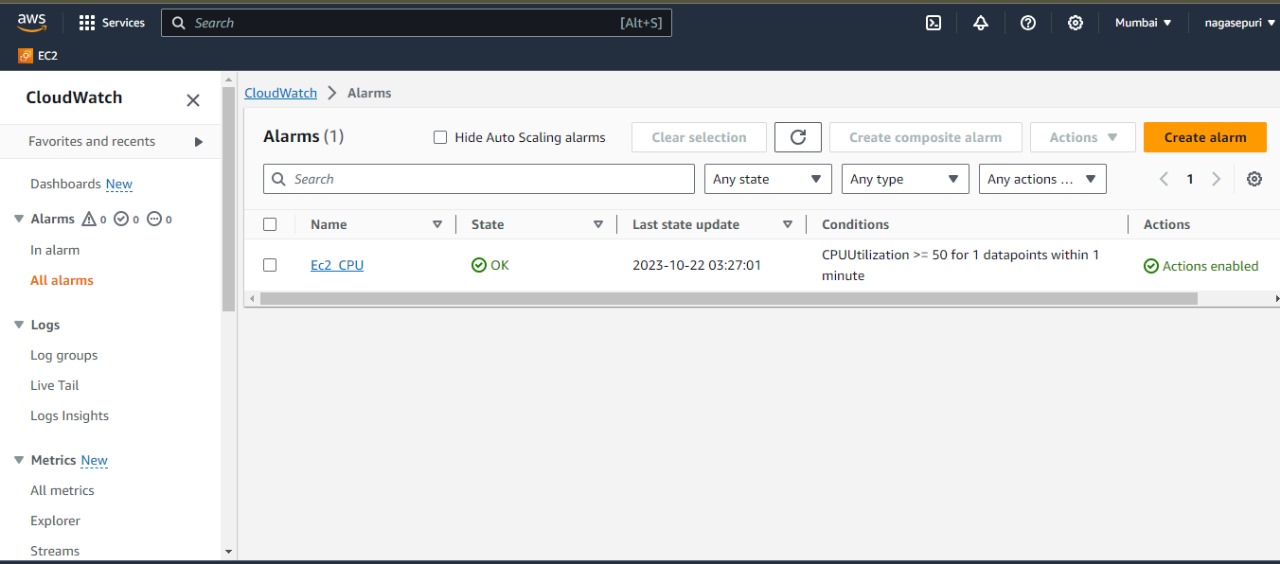 aws
Services
Search
[Alt+S]
Mumbai
nagasepuri
EC2
CloudWatch
Favorites and recents
Dashboards New
Alarms 0 0 0
In alarm
All alarms
Logs
Log groups
Live Tail
Logs Insights
Metrics New
All metrics
Explorer
Streams
CloudWatch > Alarms
Alarms (1)
Hide Auto Scaling alarms
Clear selection
Create composite alarm
Actions
Create alarm
Search
Any state
Any type
Any actions ...
1
Name
State
Last state update
Conditions
Actions
Ec2_CPU
OK
2023-10-22 03:27:01
CPUUtilization >= 50 for 1 datapoints within 1
minute
Actions enabled